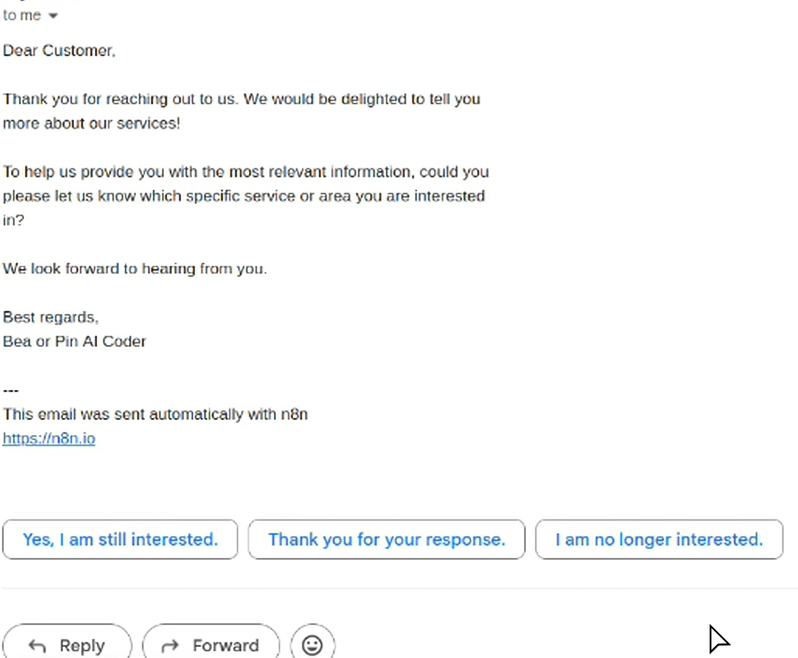 to me
Dear Customer,
Thank you for reaching out to us. We would be delighted to tell you
more about our services!
To help us provide you with the most relevant information, could you
please let us know which specific service or area you are interested
in?
We look forward to hearing from you.
Best regards,
Bea or Pin AI Coder
---
This email was sent automatically with n8n
https://n8n.io
Yes, I am still interested. Thank you for your response. I am no longer interested.
Reply Forward